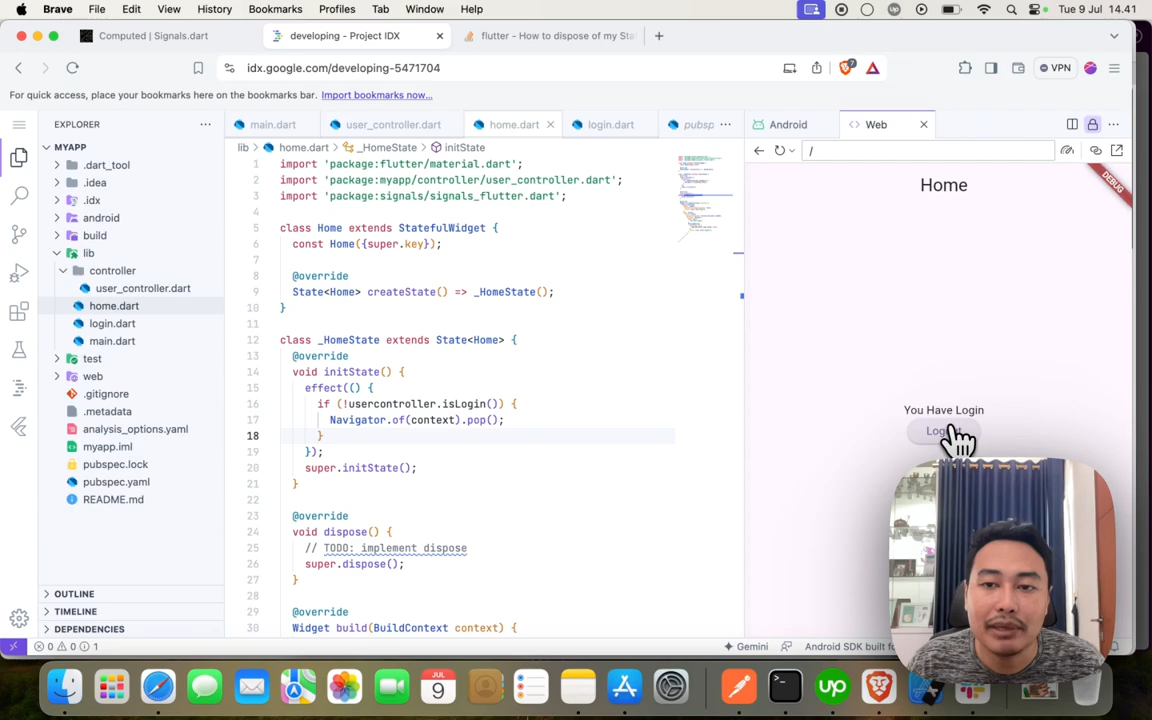 Brave File Edit View History Bookmarks Profiles Tab Window Help Tue 9 Jul 14.41
Computed | Signals.dart developing - Project IDX flutter - How to dispose of my Sta
idx.google.com/developing-5471704 7 VPN
For quick access, place your bookmarks here on the bookmarks bar. Import bookmarks now...
EXPLORER
main.dart user_controller.dart home.dart login.dart pubsp
Android Web
MYAPP
.dart_tool
.idea
.idx
android
build
lib
controller
user_controller.dart
home.dart
login.dart
main.dart
test
web
.gitignore
.metadata
analysis_options.yaml
myapp.iml
pubspec.lock
pubspec.yaml
README.md
OUTLINE
TIMELINE
DEPENDENCIES
lib > home.dart > _HomeState > initState
1 import 'package:flutter/material.dart';
2 import 'package:myapp/controller/user_controller.dart';
3 import 'package:signals/signals_flutter.dart';
4
5 class Home extends StatefulWidget {
6 const Home({super.key});
7
8 @override
9 State<Home> createState() => _HomeState();
10 }
11
12 class _HomeState extends State<Home> {
13 @override
14 void initState() {
15 effect(() {
16 if (!usercontroller.isLogin()) {
17 Navigator.of(context).pop();
18 }
19 });
20 super.initState();
21 }
22
23 @override
24 void dispose() {
25 // TODO: implement dispose
26 super.dispose();
27 }
28
29 @override
30 Widget build(BuildContext context) {
/
Home
DEBUG
You Have Login
0 0 1 Gemini Android SDK built fo
JUL
9